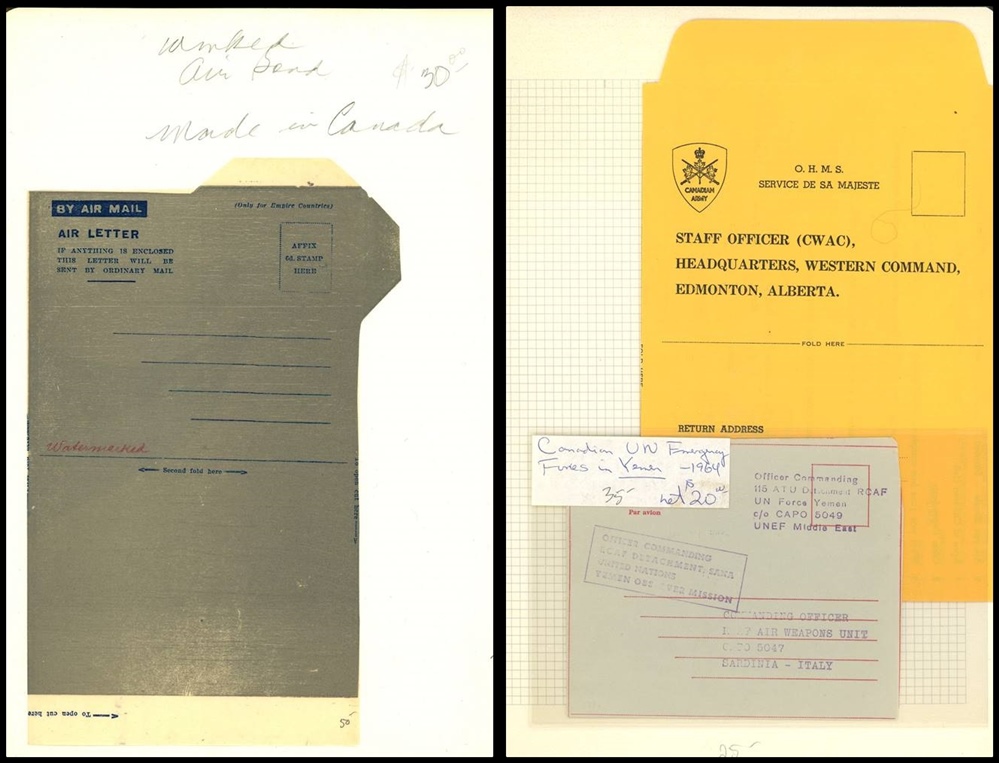 Air
$ 30 00
Made in Canada
BY AIR MAIL
(Only for Empire Countries)
AIR LETTER
IF ANYTHING IS ENCLOSED
THIS LETTER WILL BE
SENT BY ORDINARY MAIL
AFFIX
6d. STAMP
HERE
Watermarked
Second fold here
To open cut here
50
CANADIAN
ARMY
O. H. M. S.
SERVICE DE SA MAJESTE
STAFF OFFICER (CWAC),
HEADQUARTERS, WESTERN COMMAND,
EDMONTON, ALBERTA.
FOLD HERE
RETURN ADDRESS
Canadian UN Emergency
Forces in Yemen - 1964
35
net 20
Par avion
Officer Commanding
115 ATU RCAF
UN Force Yemen
c/o CAPO 5049
UNEF Middle East
OFFICER COMMANDING
RCAF DETACHMENT, SANA
UNITED NATIONS
YEMEN MISSION
COMMANDING OFFICER
AIR WEAPONS UNIT
CAPO 5047
SARDINIA - ITALY
25